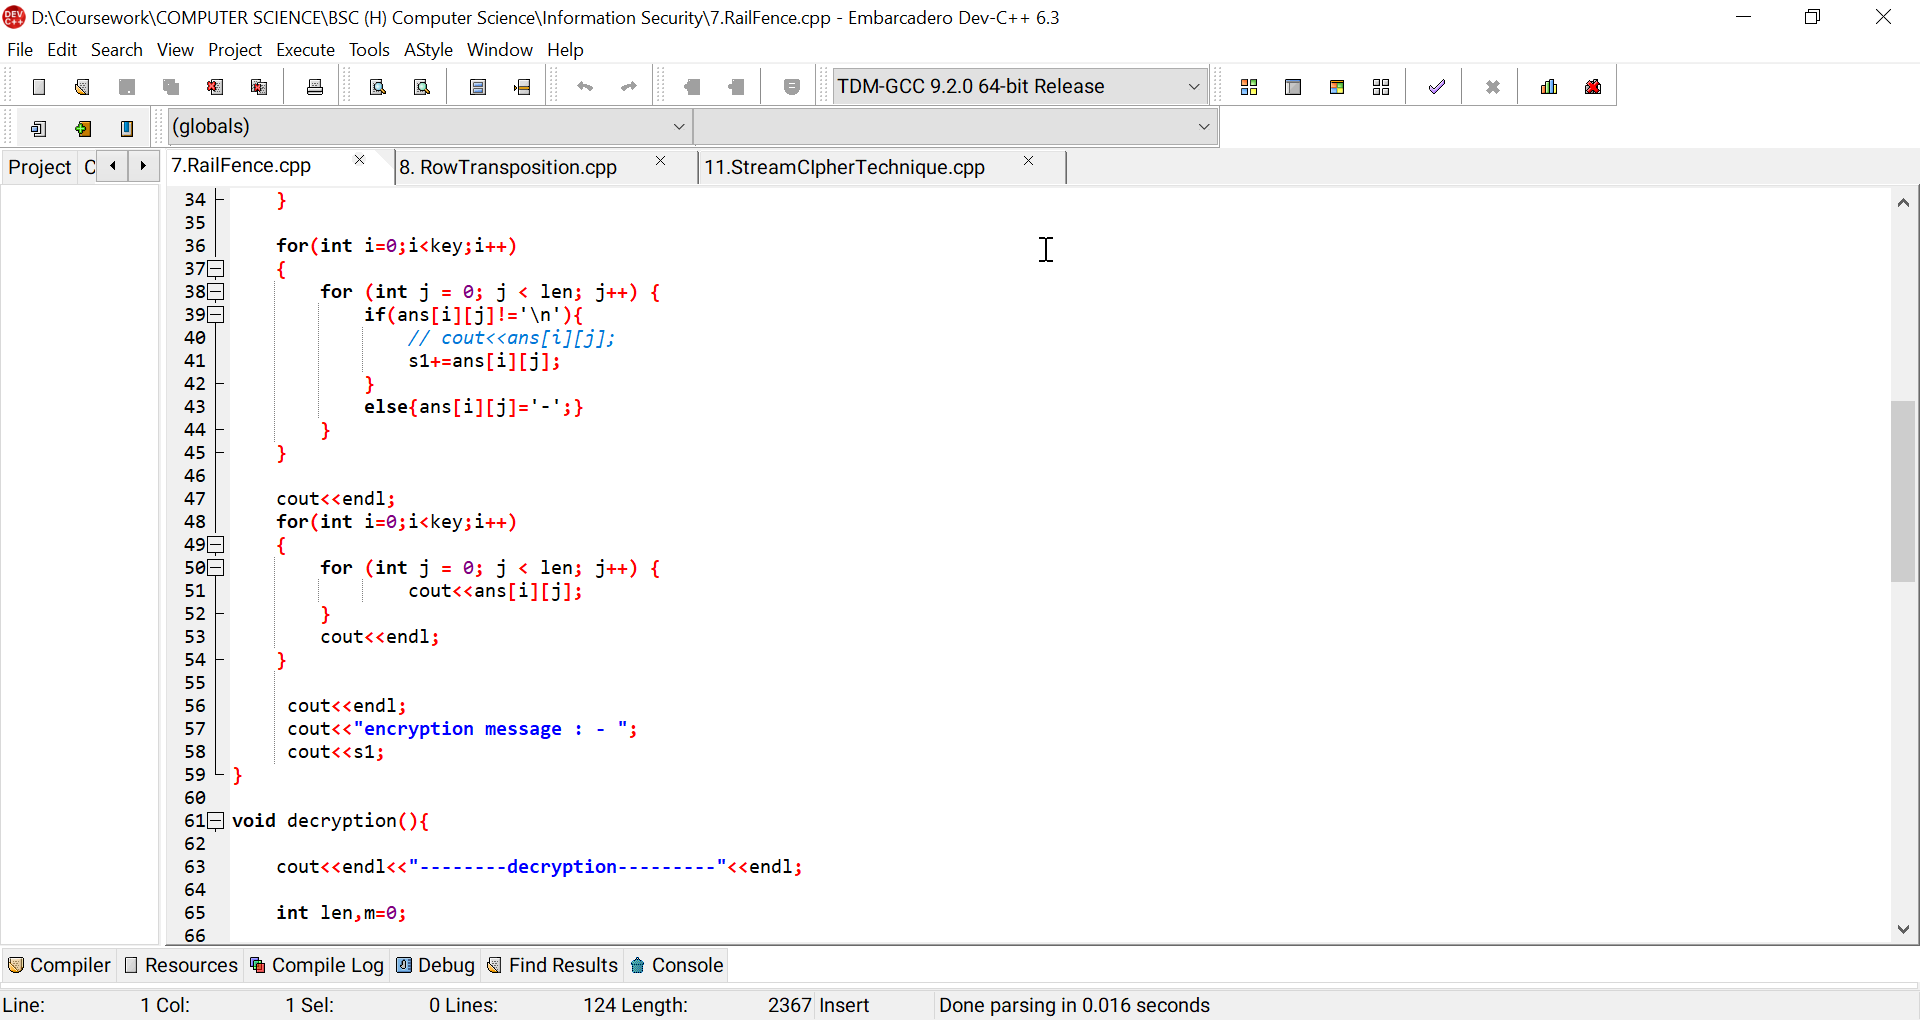 D:\Coursework\COMPUTER SCIENCE\BSC (H) Computer Science\Information Security\7.RailFence.cpp - Embarcadero Dev-C++ 6.3
File Edit Search View Project Execute Tools AStyle Window Help
TDM-GCC 9.2.0 64-bit Release
(globals)
Project C 7.RailFence.cpp 8. RowTransposition.cpp 11.StreamCIpherTechnique.cpp
34     }
35
36     for(int i=0;i<key;i++)
37     {
38         for (int j = 0; j < len; j++) {
39             if(ans[i][j]!='\n'){
40                 // cout<<ans[i][j];
41                 s1+=ans[i][j];
42             }
43             else{ans[i][j]='-';}
44         }
45     }
46
47     cout<<endl;
48     for(int i=0;i<key;i++)
49     {
50         for (int j = 0; j < len; j++) {
51                 cout<<ans[i][j];
52         }
53         cout<<endl;
54     }
55
56      cout<<endl;
57      cout<<"encryption message : - ";
58      cout<<s1;
59 }
60
61 void decryption(){
62
63     cout<<endl<<"--------decryption---------"<<endl;
64
65     int len,m=0;
66
Compiler Resources Compile Log Debug Find Results Console
Line: 1 Col: 1 Sel: 0 Lines: 124 Length: 2367 Insert Done parsing in 0.016 seconds